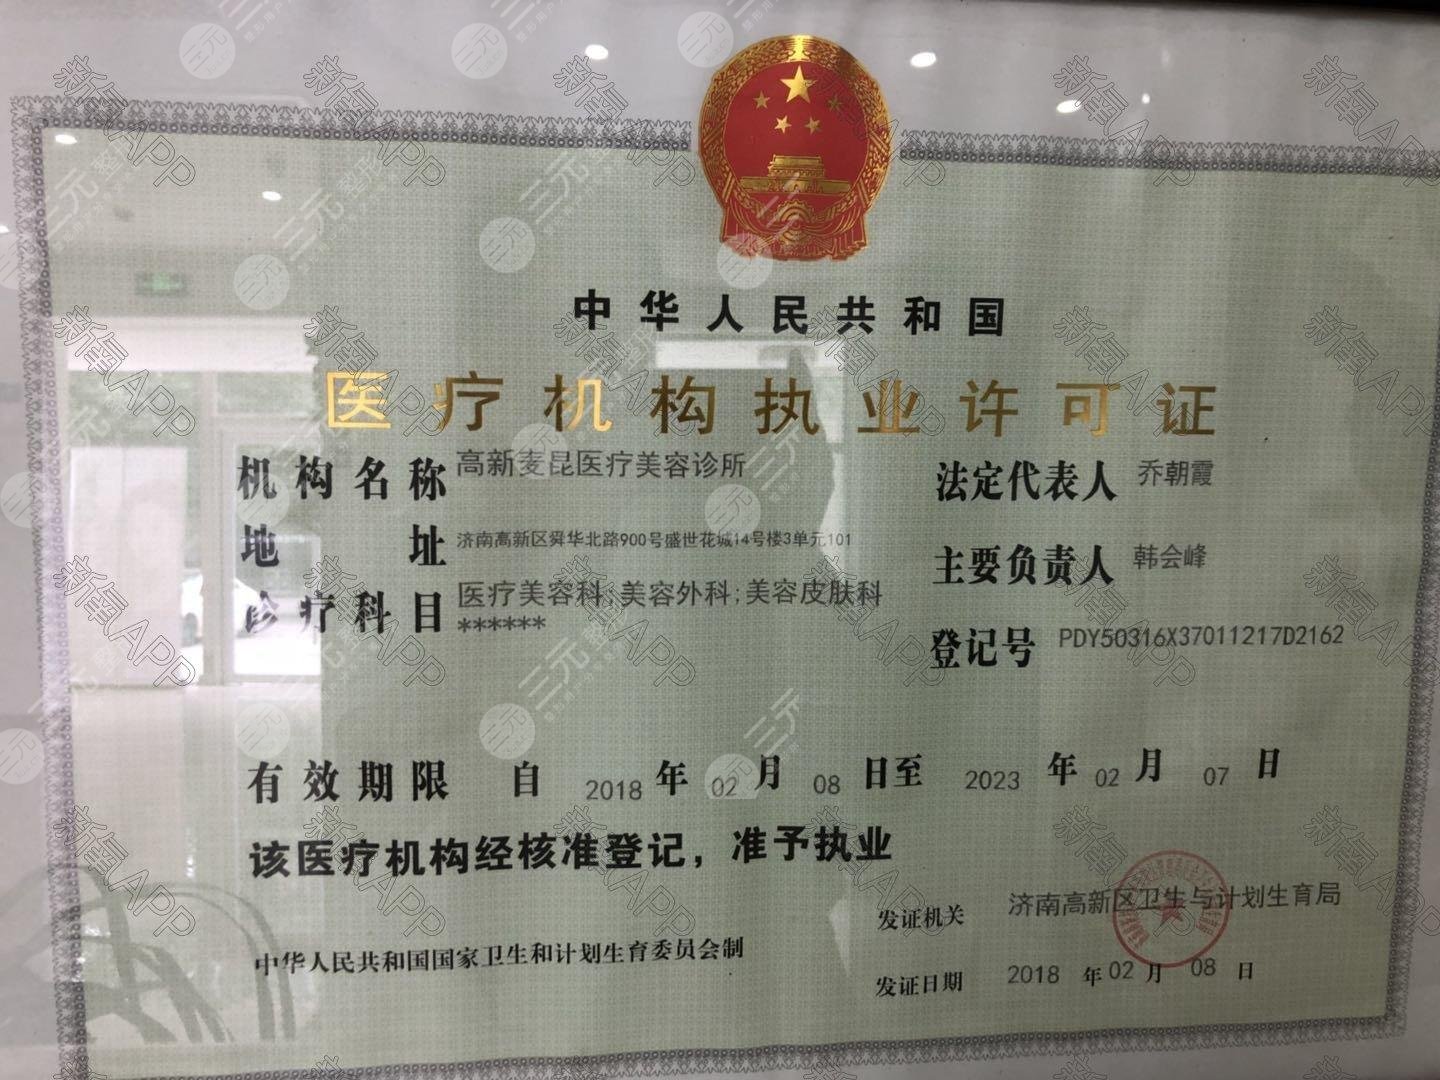 中华人民共和国
医疗机构执业许可证
机构名称 高新麦昆医疗美容诊所
法定代表人 乔朝霞
地址 济南高新区舜华北路900号盛世花城14号楼3单元101
主要负责人 韩会峰
诊疗科目 医疗美容科;美容外科;美容皮肤科
******
登记号 PDY50316X37011217D2162
有效期限 自 2018 年 02 月 08 日至 2023 年 02 月 07 日
该医疗机构经核准登记，准予执业
发证机关 济南高新区卫生与计划生育局
中华人民共和国国家卫生和计划生育委员会制
发证日期 2018 年 02 月 08 日
三元整形
新氧APP